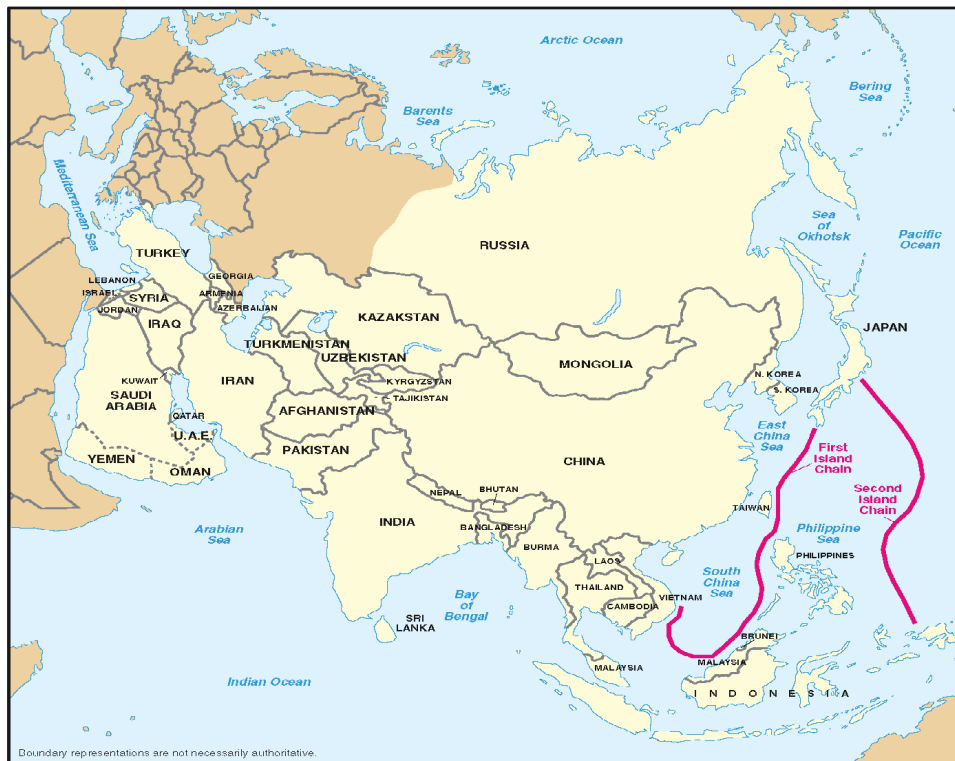 Arctic Ocean
Bering
Sea
Barents
Sea
Mediterranean Sea
Sea
of
Okhotsk
Pacific
Ocean
RUSSIA
TURKEY
GEORGIA
LEBANON
ISRAEL
SYRIA
ARMENIA
JORDAN
AZERBAIJAN
IRAQ
KAZAKSTAN
JAPAN
TURKMENISTAN
UZBEKISTAN
MONGOLIA
N. KOREA
S. KOREA
KUWAIT
IRAN
KYRGYZSTAN
TAJIKISTAN
SAUDI
ARABIA
QATAR
AFGHANISTAN
U.A.E.
PAKISTAN
East
China
Sea
First
Island
Chain
YEMEN
OMAN
CHINA
Second
Island
Chain
NEPAL
BHUTAN
TAIWAN
INDIA
BANGLADESH
Arabian
Sea
Philippine
Sea
BURMA
PHILIPPINES
LAOS
South
China
Sea
THAILAND
VIETNAM
Bay
of
Bengal
CAMBODIA
SRI
LANKA
BRUNEI
MALAYSIA
MALAYSIA
Indian Ocean
INDONESIA
Boundary representations are not necessarily authoritative.